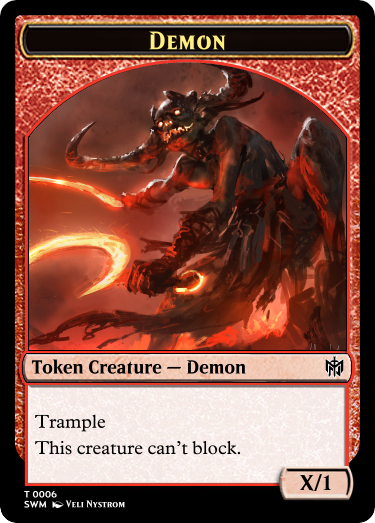 Demon
Token Creature — Demon
Trample
This creature can't block.
X/1
T 0006
SWM Veli Nystrom